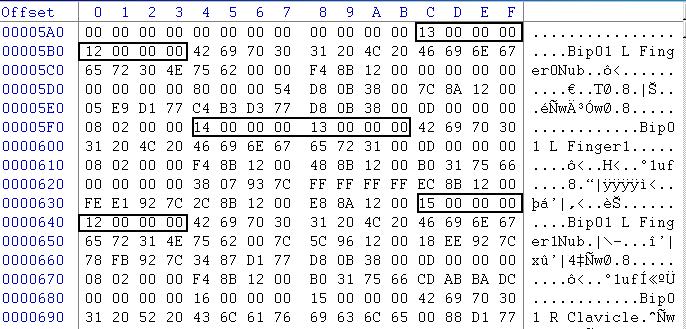 Offset 0 1 2 3 4 5 6 7 8 9 A B C D E F
000005A0 00 00 00 00 00 00 00 00 00 00 00 00 13 00 00 00 ................
000005B0 12 00 00 00 42 69 70 30 31 20 4C 20 46 69 6E 67 ....Bip01 L Fing
000005C0 65 72 30 4E 75 62 00 00 F4 8B 12 00 00 00 00 00 er0Nub..ô‹......
000005D0 00 00 00 00 80 00 00 54 D8 0B 38 00 7C 8A 12 00 ....€..TØ.8.|Š..
000005E0 05 E9 D1 77 C4 B3 D3 77 D8 0B 38 00 0D 00 00 00 .éÑwÄ³ÓwØ.8.....
000005F0 08 02 00 00 14 00 00 00 13 00 00 00 42 69 70 30 ............Bip0
00000600 31 20 4C 20 46 69 6E 67 65 72 31 00 0D 00 00 00 1 L Finger1.....
00000610 08 02 00 00 F4 8B 12 00 48 8B 12 00 B0 31 75 66 ....ô‹..H‹..°1uf
00000620 00 00 00 00 38 07 93 7C FF FF FF FF EC 8B 12 00 ....8.“|ÿÿÿÿì‹..
00000630 FE E1 92 7C 2C 8B 12 00 E8 8A 12 00 15 00 00 00 þá’|,‹..èŠ......
00000640 12 00 00 00 42 69 70 30 31 20 4C 20 46 69 6E 67 ....Bip01 L Fing
00000650 65 72 31 4E 75 62 00 7C 5C 96 12 00 18 EE 92 7C er1Nub.|\–...î’|
00000660 78 FB 92 7C 34 87 D1 77 D8 0B 38 00 0D 00 00 00 xû’|4‡ÑwØ.8.....
00000670 08 02 00 00 F4 8B 12 00 B0 31 75 66 CD AB BA DC ....ô‹..°1ufÍ«ºÜ
00000680 00 00 00 00 16 00 00 00 15 00 00 00 42 69 70 30 ............Bip0
00000690 31 20 52 20 43 6C 61 76 69 63 6C 65 00 88 D1 77 1 R Clavicle.ˆÑw